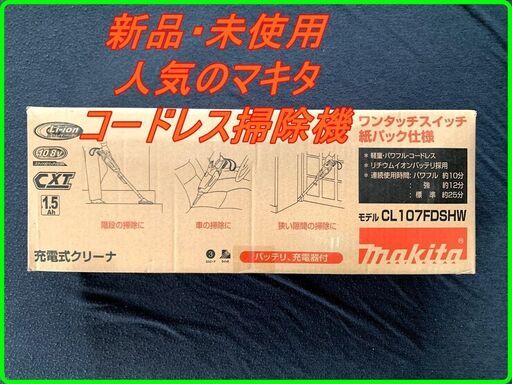 新品・未使用
人気のマキタ
コードレス掃除機
Li-ion
10.8V
CXT
1.5
Ah
充電式クリーナ
階段の掃除に
車の掃除に
狭い隙間の掃除に
バッテリ、充電器付
ワンタッチスイッチ
紙パック仕様
● 軽量・パワフル・コードレス
● リチウムイオンバッテリ採用
● 連続使用時間: パワフル 約10分
: 強 約12分
: 標準 約25分
モデル CL107FDSHW
makita
®